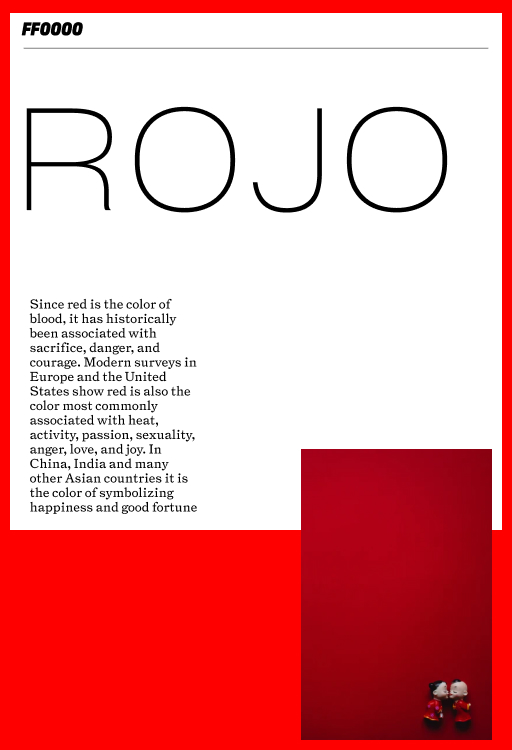 FF0000
ROJO
Since red is the color of
blood, it has historically
been associated with
sacrifice, danger, and
courage. Modern surveys in
Europe and the United
States show red is also the
color most commonly
associated with heat,
activity, passion, sexuality,
anger, love, and joy. In
China, India and many
other Asian countries it is
the color of symbolizing
happiness and good fortune